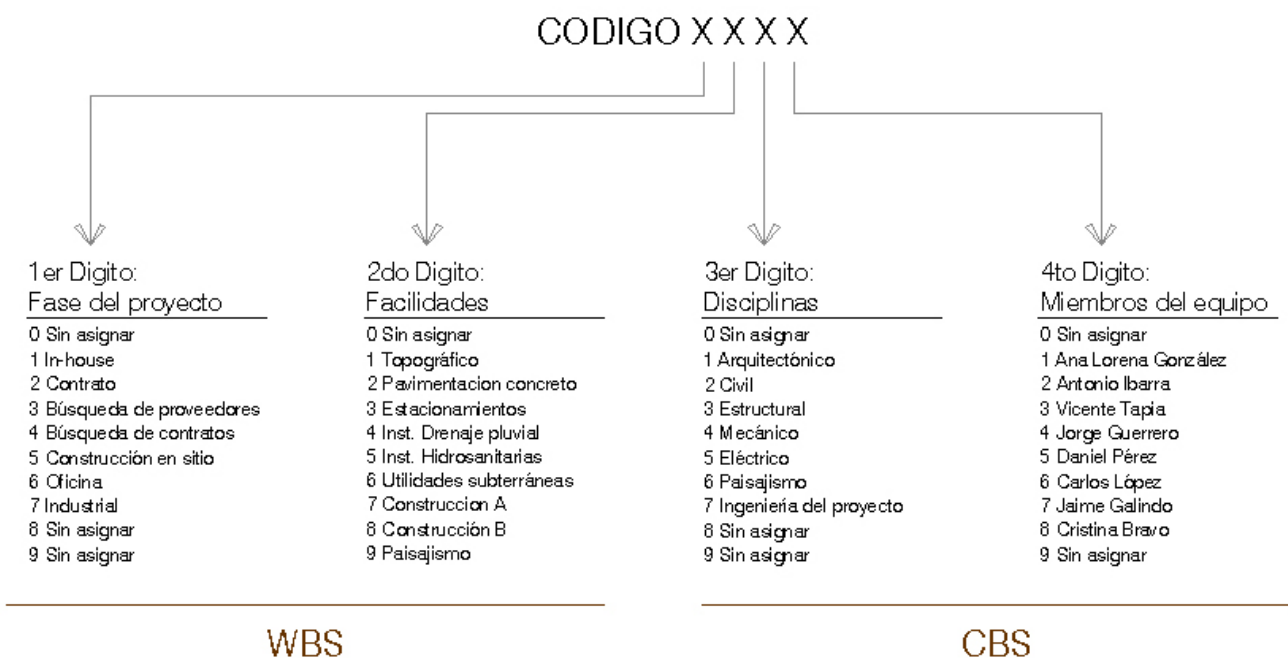 CODIGO X X X X
1er Digito:
Fase del proyecto
0 Sin asignar
1 In-house
2 Contrato
3 Búsqueda de proveedores
4 Búsqueda de contratos
5 Construcción en sitio
6 Oficina
7 Industrial
8 Sin asignar
9 Sin asignar
2do Digito:
Facilidades
0 Sin asignar
1 Topográfico
2 Pavimentacion concreto
3 Estacionamientos
4 Inst. Drenaje pluvial
5 Inst. Hidrosanitarias
6 Utilidades subterráneas
7 Construccion A
8 Construcción B
9 Paisajismo
3er Digito:
Disciplinas
0 Sin asignar
1 Arquitectónico
2 Civil
3 Estructural
4 Mecánico
5 Eléctrico
6 Paisajismo
7 Ingeniería del proyecto
8 Sin asignar
9 Sin asignar
4to Digito:
Miembros del equipo
0 Sin asignar
1 Ana Lorena González
2 Antonio Ibarra
3 Vicente Tapia
4 Jorge Guerrero
5 Daniel Pérez
6 Carlos López
7 Jaime Galindo
8 Cristina Bravo
9 Sin asignar
WBS
CBS